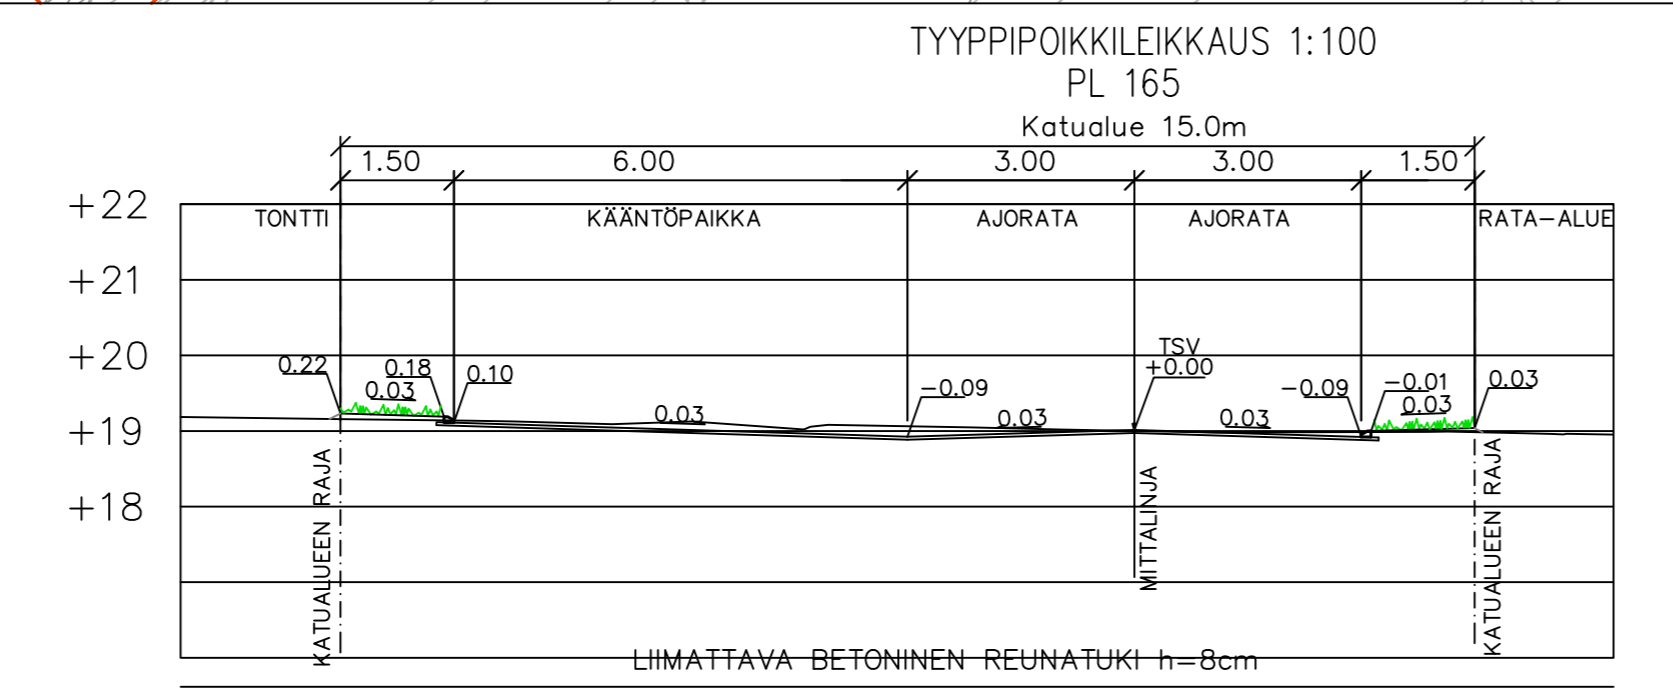 TYYPPIPOIKKILEIKKAUS 1:100
PL 165
Katualue 15.0m
1.50 6.00 3.00 3.00 1.50
+22
TONTTI KÄÄNTÖPAIKKA AJORATA AJORATA RATA-ALUE
+21
+20
TSV
+0.00
0.22 0.18 0.10 -0.09 -0.09 -0.01 0.03
0.03 0.03 0.03 0.03 0.03
+19
+18
KATUALUEEN RAJA
MITTALINJA
KATUALUEEN RAJA
LIIMATTAVA BETONINEN REUNATUKI h=8cm